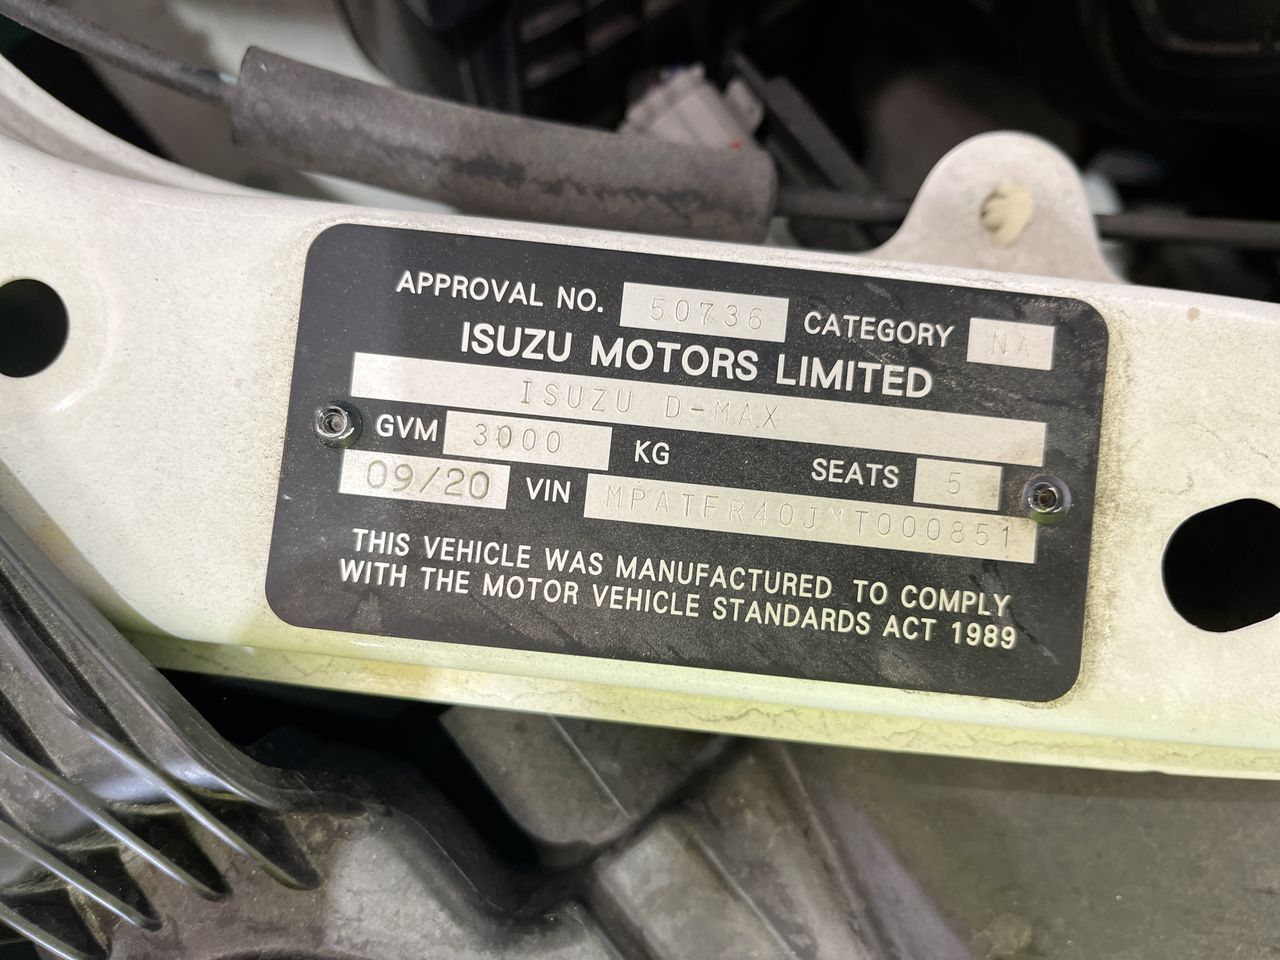 APPROVAL NO. 50736 CATEGORY NA
ISUZU MOTORS LIMITED
ISUZU D-MAX
GVM 3000 KG SEATS 5
09/20 VIN MPATFR40JMT000851
THIS VEHICLE WAS MANUFACTURED TO COMPLY
WITH THE MOTOR VEHICLE STANDARDS ACT 1989